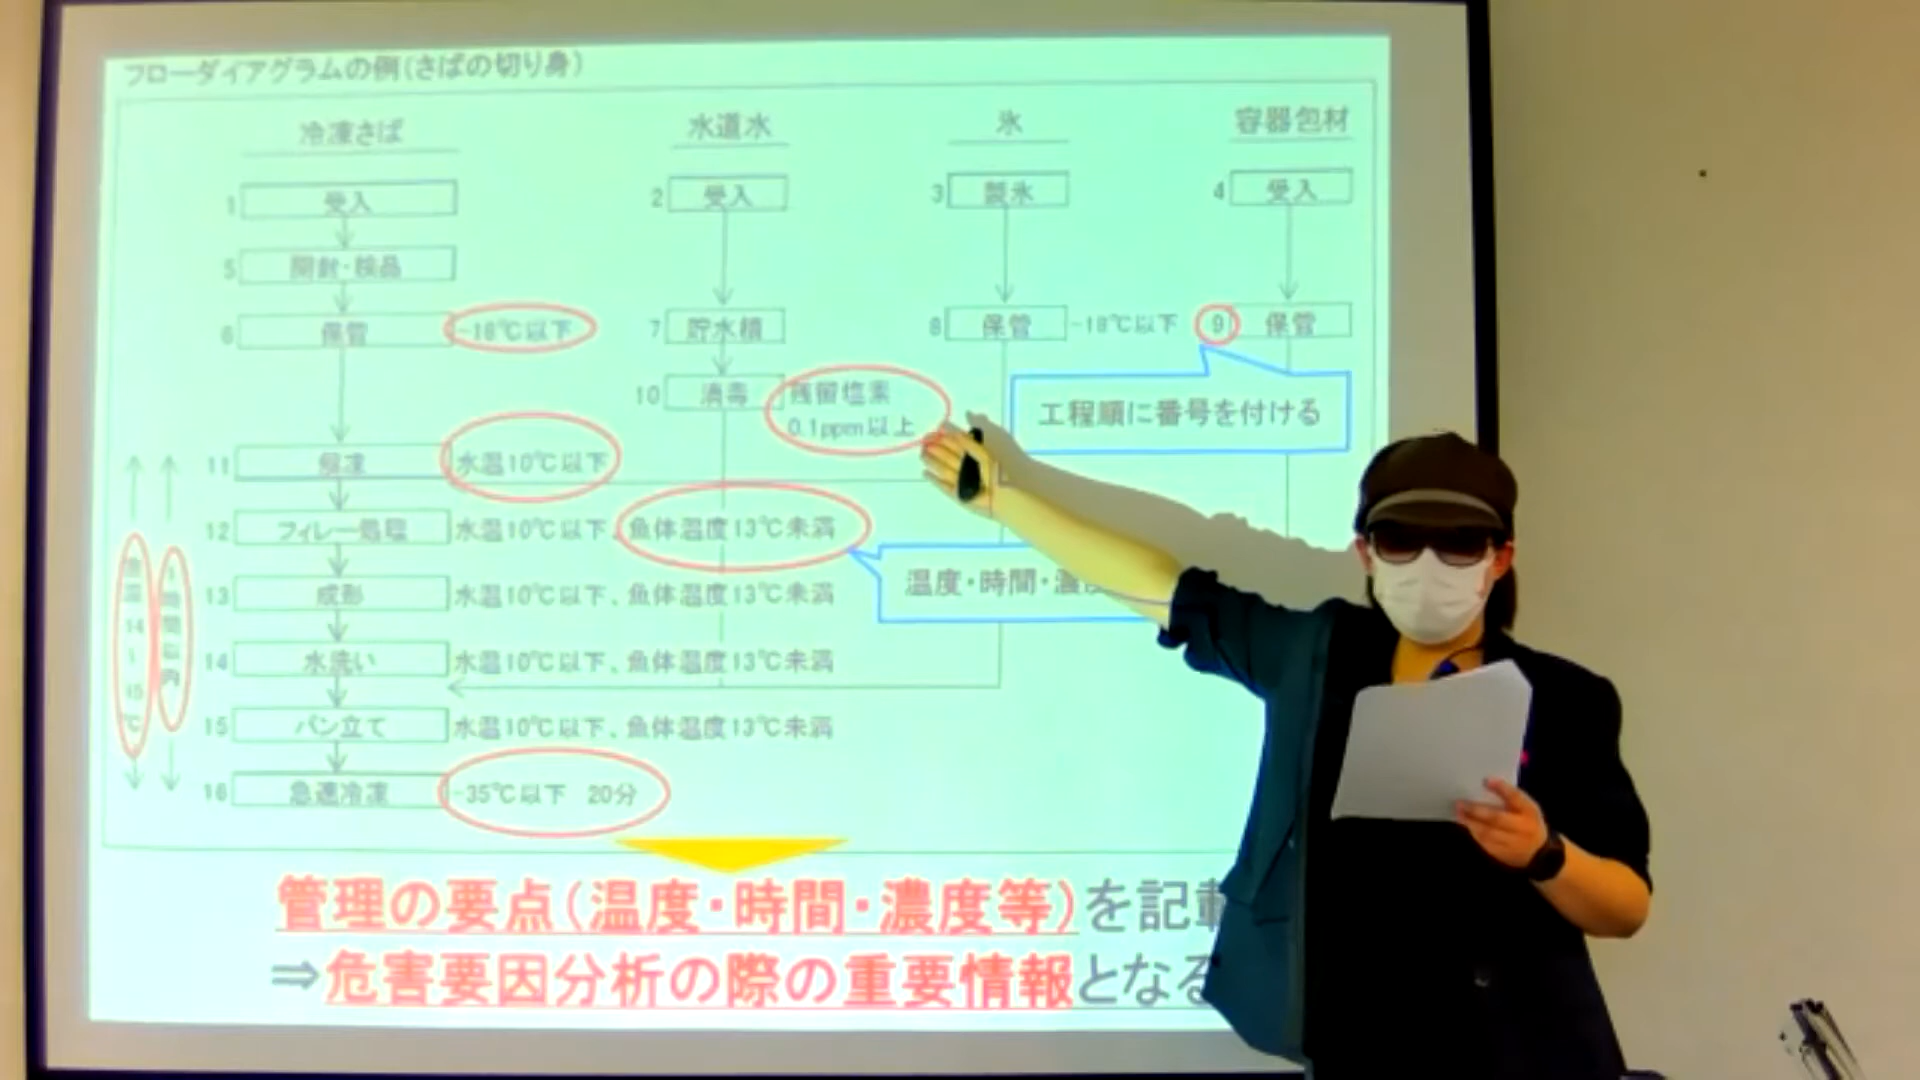 フローダイアグラムの例(さばの切り身)
冷凍さば 水道水 氷 容器包材
1 受入 2 受入 3 製氷 4 受入
5 開封・検品
6 保管 -18℃以下 7 貯水槽 8 保管 -18℃以下 9 保管
10 消毒 残留塩素
0.1ppm以上
工程順に番号を付ける
11 解凍 水温10℃以下
12 フィレー処理 水温10℃以下、魚体温度13℃未満
温度・時間・濃度
13 成形 水温10℃以下、魚体温度13℃未満
14 水洗い 水温10℃以下、魚体温度13℃未満
15 パン立て 水温10℃以下、魚体温度13℃未満
16 急速冷凍 -35℃以下 20分
管理の要点(温度・時間・濃度等)を記載
⇒危害要因分析の際の重要情報となる